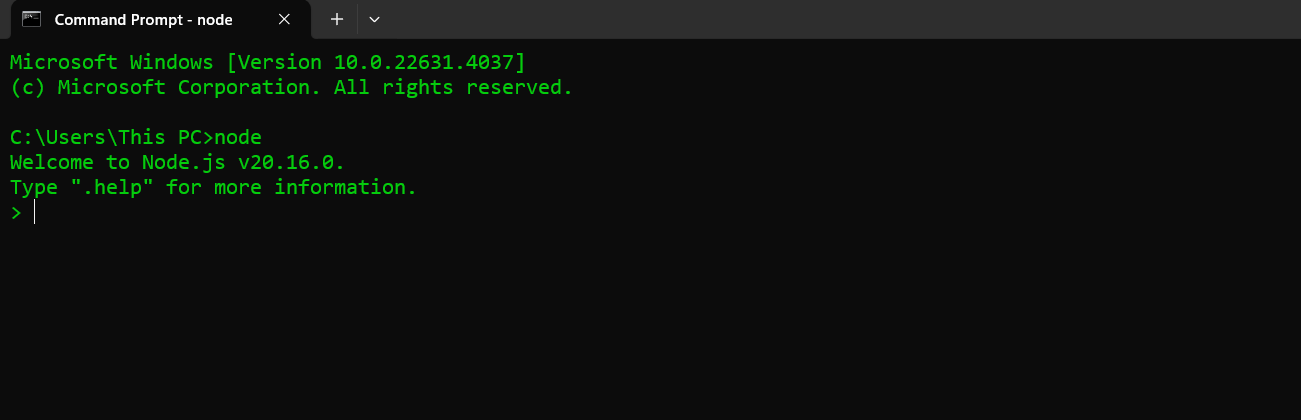 Command Prompt - node
Microsoft Windows [Version 10.0.22631.4037]
(c) Microsoft Corporation. All rights reserved.
C:\Users\This PC>node
Welcome to Node.js v20.16.0.
Type ".help" for more information.
>